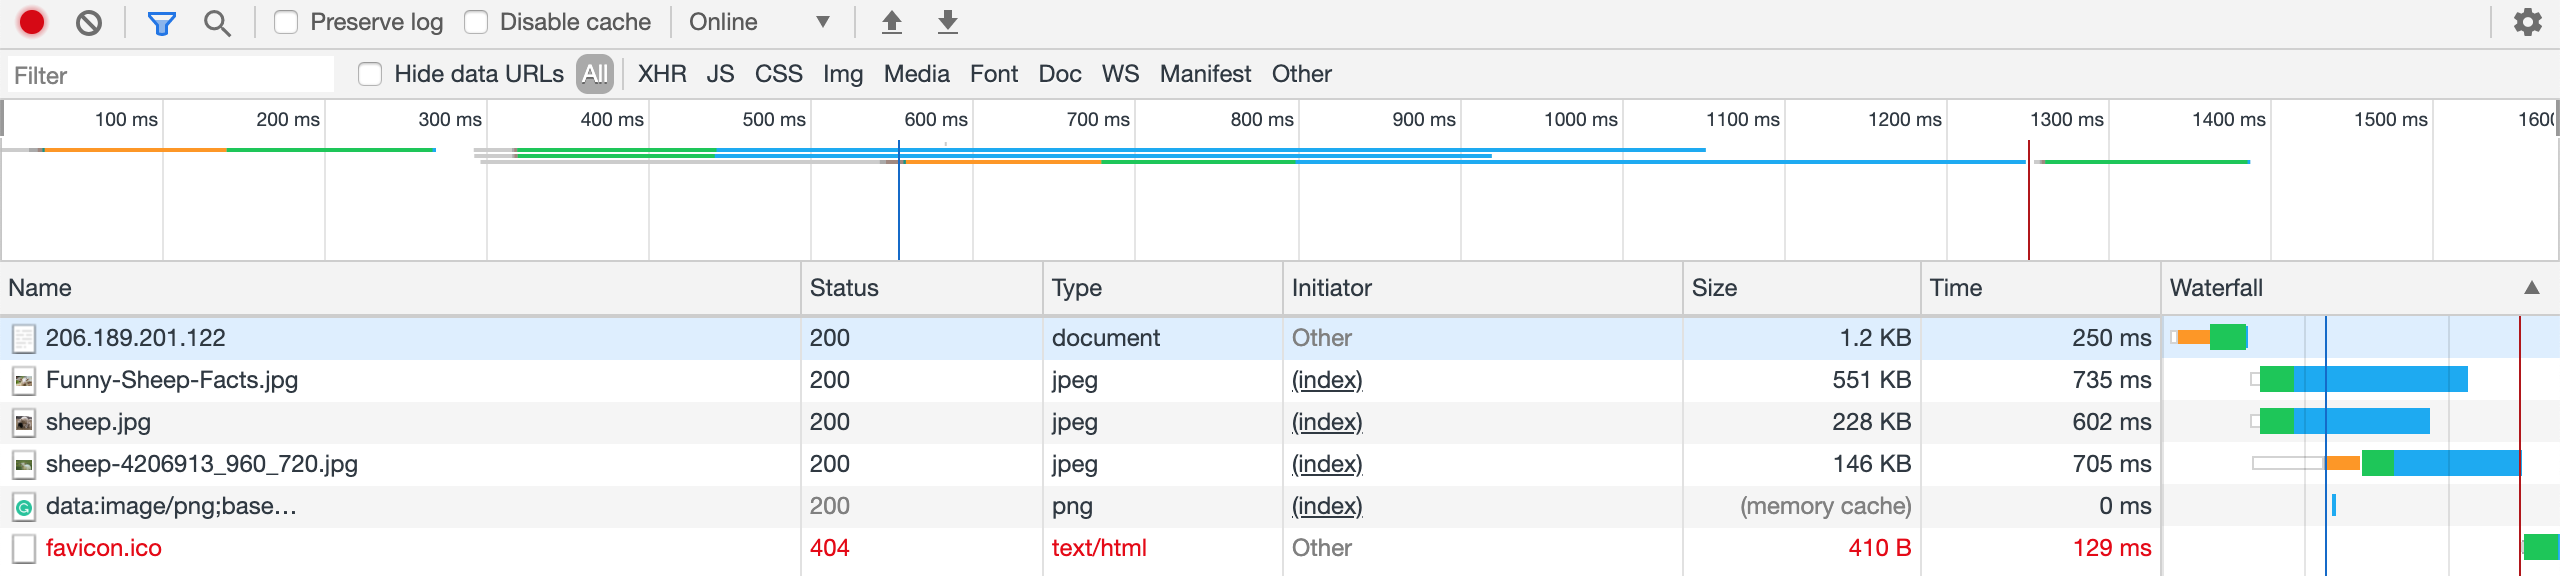 Preserve log Disable cache Online
Filter Hide data URLs All XHR JS CSS Img Media Font Doc WS Manifest Other
100 ms 200 ms 300 ms 400 ms 500 ms 600 ms 700 ms 800 ms 900 ms 1000 ms 1100 ms 1200 ms 1300 ms 1400 ms 1500 ms 160
Name Status Type Initiator Size Time Waterfall
206.189.201.122 200 document Other 1.2 KB 250 ms
Funny-Sheep-Facts.jpg 200 jpeg (index) 551 KB 735 ms
sheep.jpg 200 jpeg (index) 228 KB 602 ms
sheep-4206913_960_720.jpg 200 jpeg (index) 146 KB 705 ms
data:image/png;base… 200 png (index) (memory cache) 0 ms
favicon.ico 404 text/html Other 410 B 129 ms